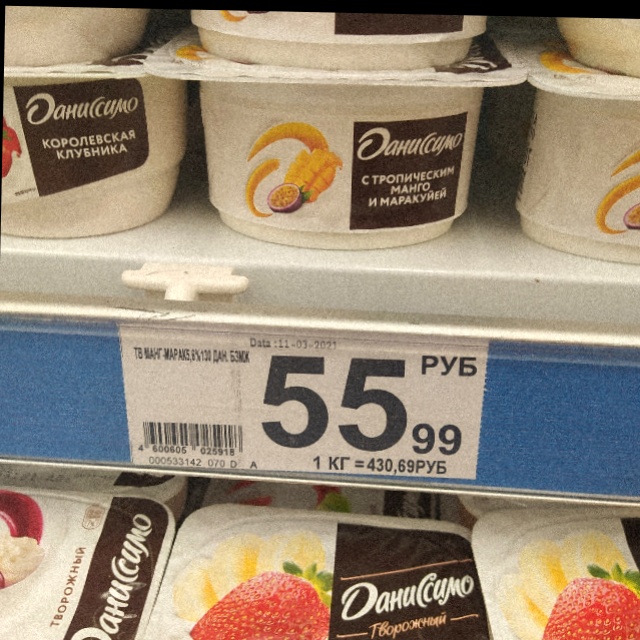 Даниссимо
КОРОЛЕВСКАЯ
КЛУБНИКА
Даниссимо
С ТРОПИЧЕСКИМ
МАНГО
И МАРАКУЙЕЙ
Data :11-03-2021
ТВ МАНГ-МАРАК5,6%130 ДАН. БЗМЖ
55 99 РУБ
4 600605 025918
000533142 070 D A
1 КГ = 430,69РУБ
ТВОРОЖНЫЙ
Даниссимо
Даниссимо
Творожный